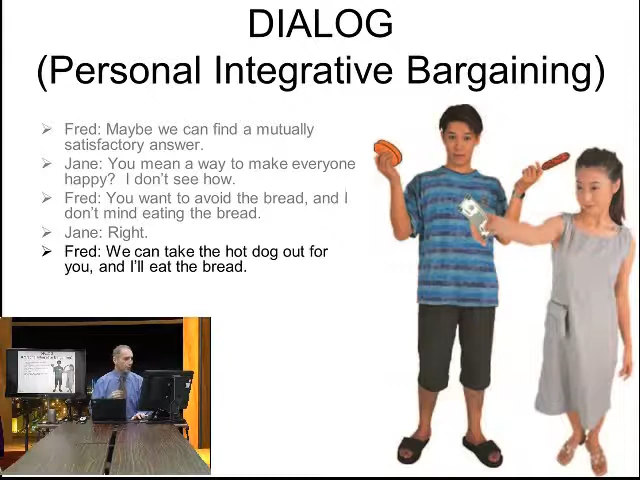 DIALOG
(Personal Integrative Bargaining)
Fred: Maybe we can find a mutually
satisfactory answer.
Jane: You mean a way to make everyone
happy? I don't see how.
Fred: You want to avoid the bread, and I
don't mind eating the bread.
Jane: Right.
Fred: We can take the hot dog out for
you, and I'll eat the bread.